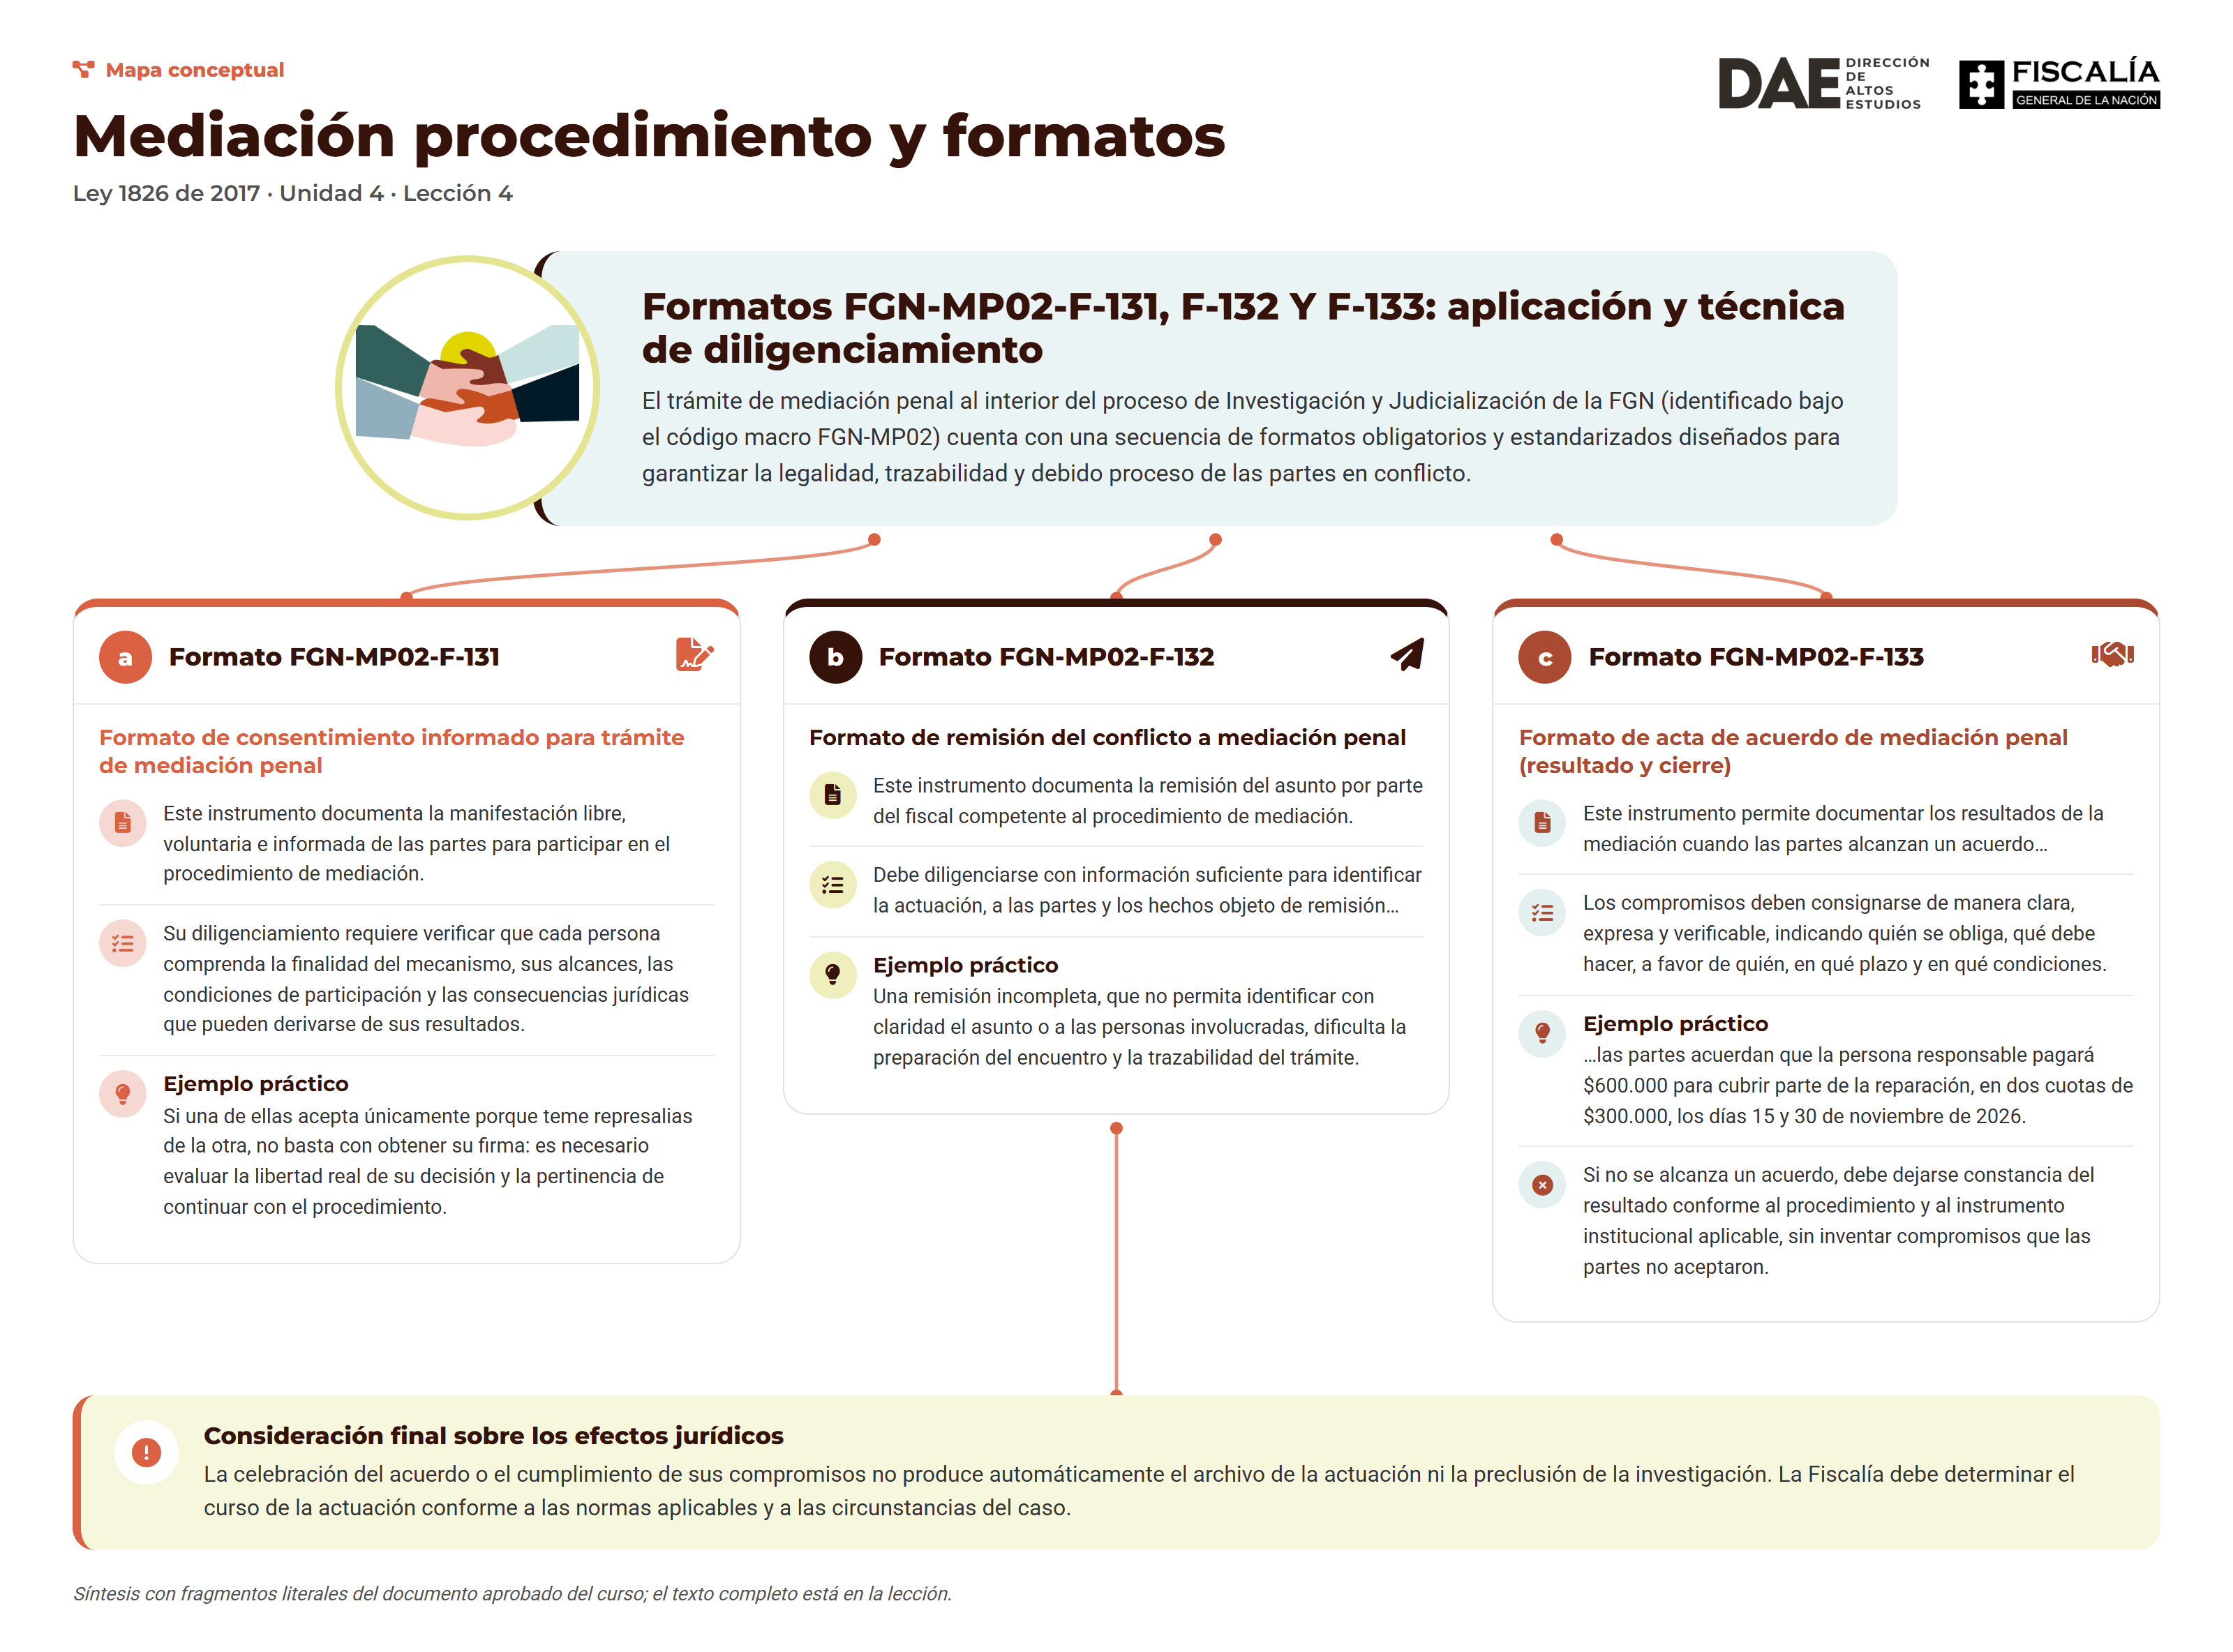 Mapa conceptual
Mediación procedimiento y formatos
Ley 1826 de 2017 · Unidad 4 · Lección 4
DAE
DIRECCIÓN
DE
ALTOS
ESTUDIOS
FISCALÍA
GENERAL DE LA NACIÓN
Formatos FGN-MP02-F-131, F-132 Y F-133: aplicación y técnica
de diligenciamiento
El trámite de mediación penal al interior del proceso de Investigación y Judicialización de la FGN (identificado bajo
el código macro FGN-MP02) cuenta con una secuencia de formatos obligatorios y estandarizados diseñados para
garantizar la legalidad, trazabilidad y debido proceso de las partes en conflicto.
a
Formato FGN-MP02-F-131
Formato de consentimiento informado para trámite
de mediación penal
Este instrumento documenta la manifestación libre,
voluntaria e informada de las partes para participar en el
procedimiento de mediación.
Su diligenciamiento requiere verificar que cada persona
comprenda la finalidad del mecanismo, sus alcances, las
condiciones de participación y las consecuencias jurídicas
que pueden derivarse de sus resultados.
Ejemplo práctico
Si una de ellas acepta únicamente porque teme represalias
de la otra, no basta con obtener su firma: es necesario
evaluar la libertad real de su decisión y la pertinencia de
continuar con el procedimiento.
b
Formato FGN-MP02-F-132
Formato de remisión del conflicto a mediación penal
Este instrumento documenta la remisión del asunto por parte
del fiscal competente al procedimiento de mediación.
Debe diligenciarse con información suficiente para identificar
la actuación, a las partes y los hechos objeto de remisión...
Ejemplo práctico
Una remisión incompleta, que no permita identificar con
claridad el asunto o a las personas involucradas, dificulta la
preparación del encuentro y la trazabilidad del trámite.
c
Formato FGN-MP02-F-133
Formato de acta de acuerdo de mediación penal
(resultado y cierre)
Este instrumento permite documentar los resultados de la
mediación cuando las partes alcanzan un acuerdo...
Los compromisos deben consignarse de manera clara,
expresa y verificable, indicando quién se obliga, qué debe
hacer, a favor de quién, en qué plazo y en qué condiciones.
Ejemplo práctico
...las partes acuerdan que la persona responsable pagará
$600.000 para cubrir parte de la reparación, en dos cuotas de
$300.000, los días 15 y 30 de noviembre de 2026.
Si no se alcanza un acuerdo, debe dejarse constancia del
resultado conforme al procedimiento y al instrumento
institucional aplicable, sin inventar compromisos que las
partes no aceptaron.
Consideración final sobre los efectos jurídicos
La celebración del acuerdo o el cumplimiento de sus compromisos no produce automáticamente el archivo de la actuación ni la preclusión de la investigación. La Fiscalía debe determinar el
curso de la actuación conforme a las normas aplicables y a las circunstancias del caso.
Síntesis con fragmentos literales del documento aprobado del curso; el texto completo está en la lección.